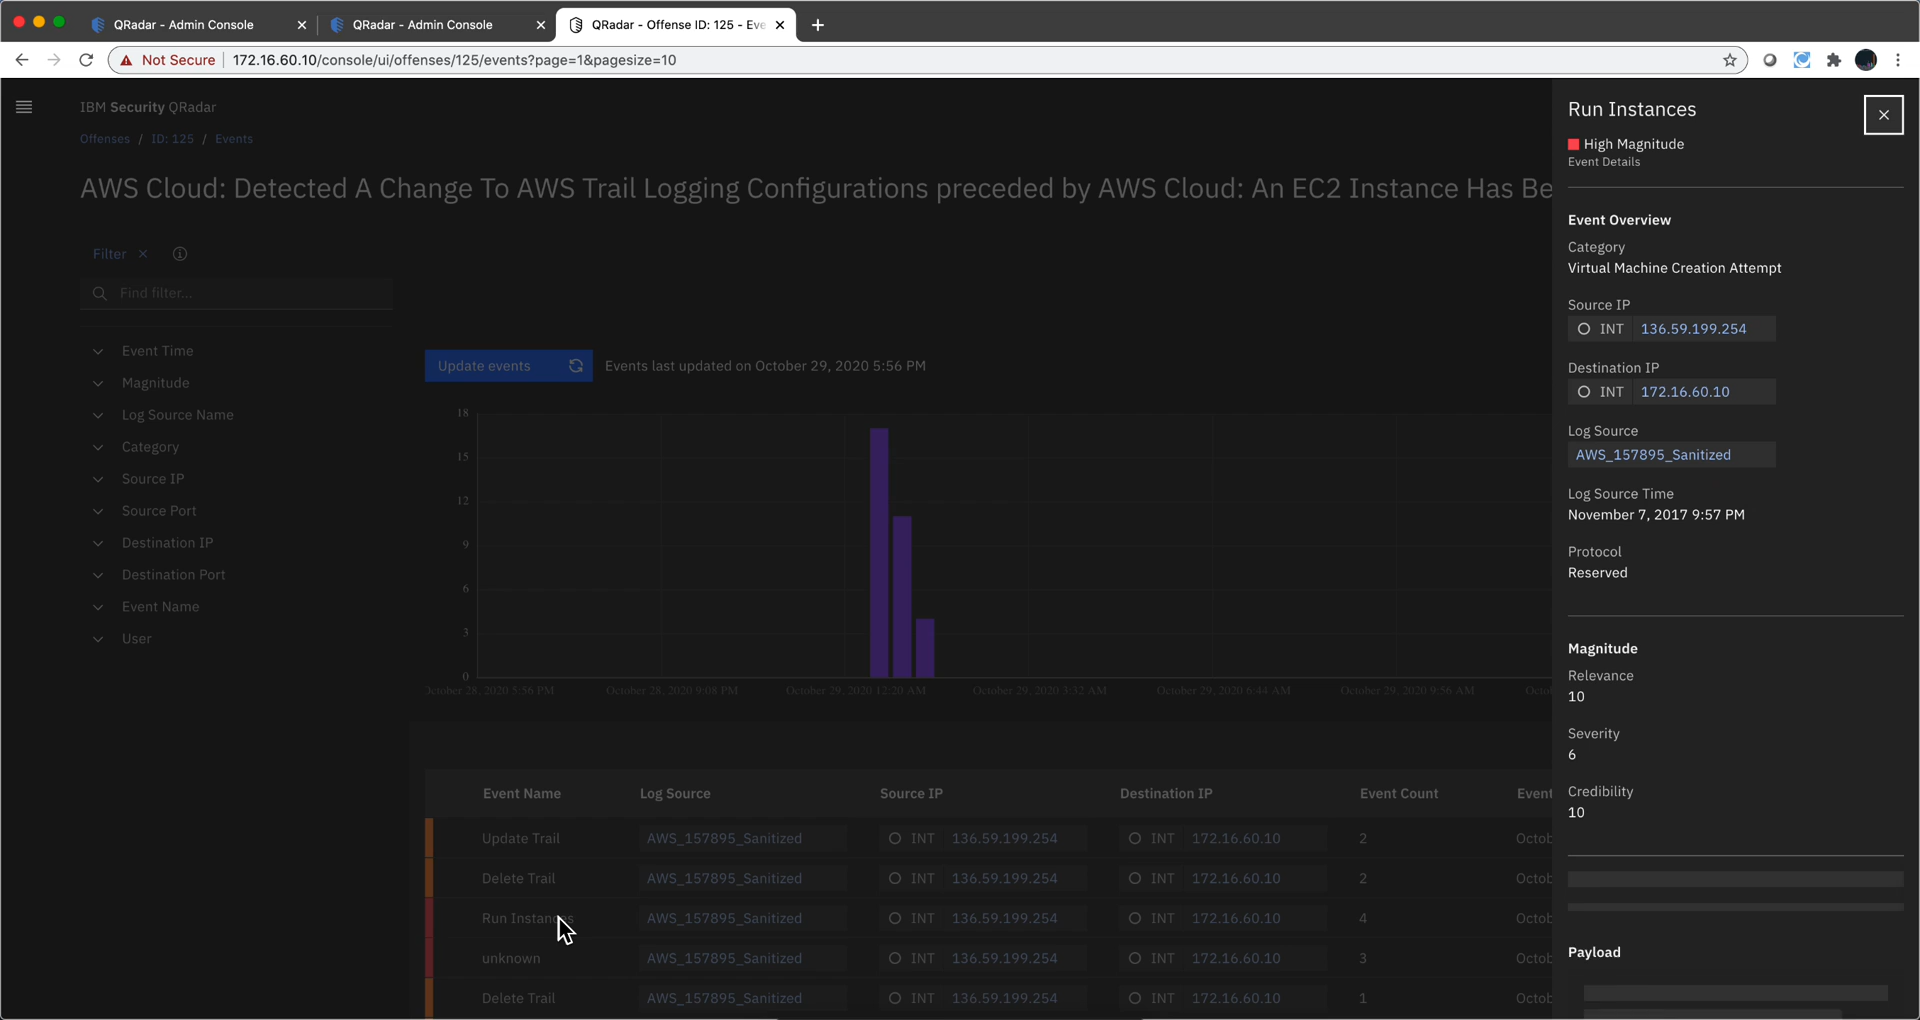 QRadar - Admin Console
QRadar - Admin Console
QRadar - Offense ID: 125 - Eve
Not Secure
172.16.60.10/console/ui/offenses/125/events?page=1&pagesize=10
IBM Security QRadar
Offenses / ID: 125 / Events
AWS Cloud: Detected A Change To AWS Trail Logging Configurations preceded by AWS Cloud: An EC2 Instance Has Be
Filter
Find filter...
Event Time
Magnitude
Log Source Name
Category
Source IP
Source Port
Destination IP
Destination Port
Event Name
User
Update events
Events last updated on October 29, 2020 5:56 PM
18
15
12
9
6
3
0
October 28, 2020 5:56 PM
October 28, 2020 9:08 PM
October 29, 2020 12:20 AM
October 29, 2020 3:32 AM
October 29, 2020 6:44 AM
October 29, 2020 9:56 AM
Octo
Event Name Log Source Source IP Destination IP Event Count Event
Update Trail AWS_157895_Sanitized INT 136.59.199.254 INT 172.16.60.10 2 Octob
Delete Trail AWS_157895_Sanitized INT 136.59.199.254 INT 172.16.60.10 2 Octob
Run Instances AWS_157895_Sanitized INT 136.59.199.254 INT 172.16.60.10 4 Octob
unknown AWS_157895_Sanitized INT 136.59.199.254 INT 172.16.60.10 3 Octob
Delete Trail AWS_157895_Sanitized INT 136.59.199.254 INT 172.16.60.10 1 Octob
Run Instances
High Magnitude
Event Details
Event Overview
Category
Virtual Machine Creation Attempt
Source IP
INT 136.59.199.254
Destination IP
INT 172.16.60.10
Log Source
AWS_157895_Sanitized
Log Source Time
November 7, 2017 9:57 PM
Protocol
Reserved
Magnitude
Relevance
10
Severity
6
Credibility
10
Payload